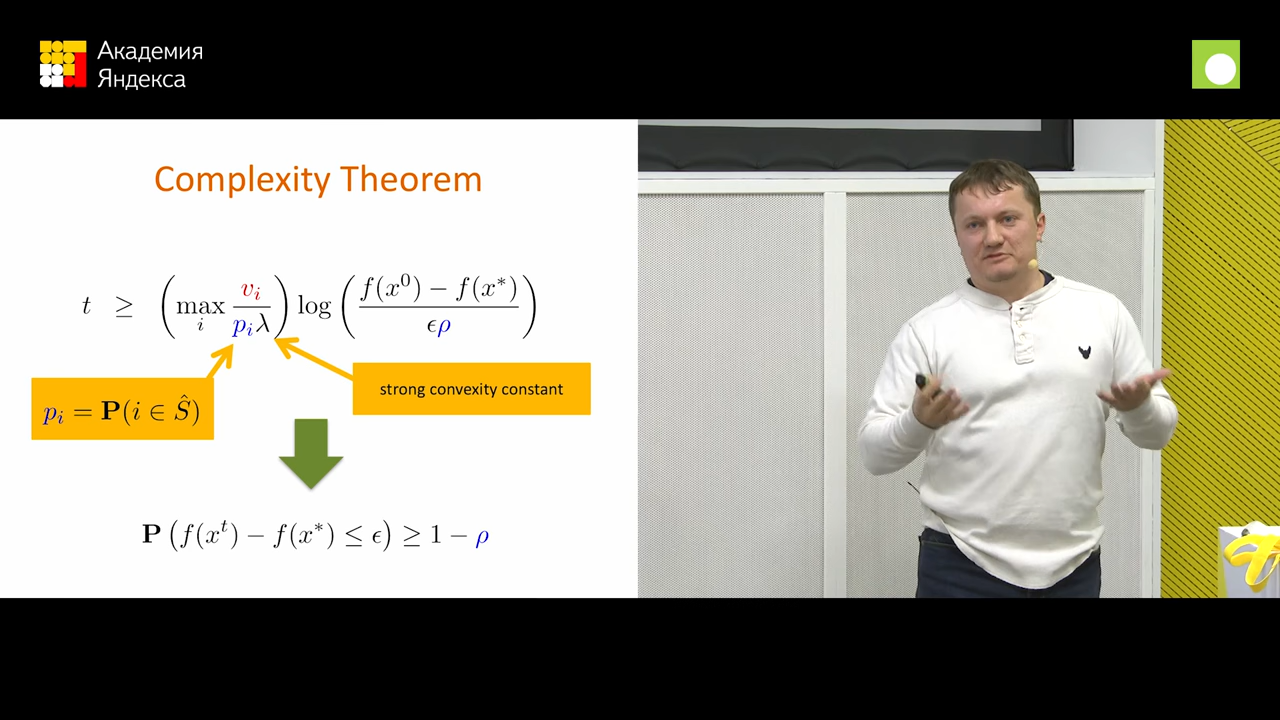 Академия
Яндекса
Complexity Theorem
t ≥ (max_i v_i / p_i λ) log (f(x^0) − f(x^*) / ϵρ)
strong convexity constant
p_i = P(i ∈ Ŝ)
P (f(x^t) − f(x^*) ≤ ϵ) ≥ 1 − ρ